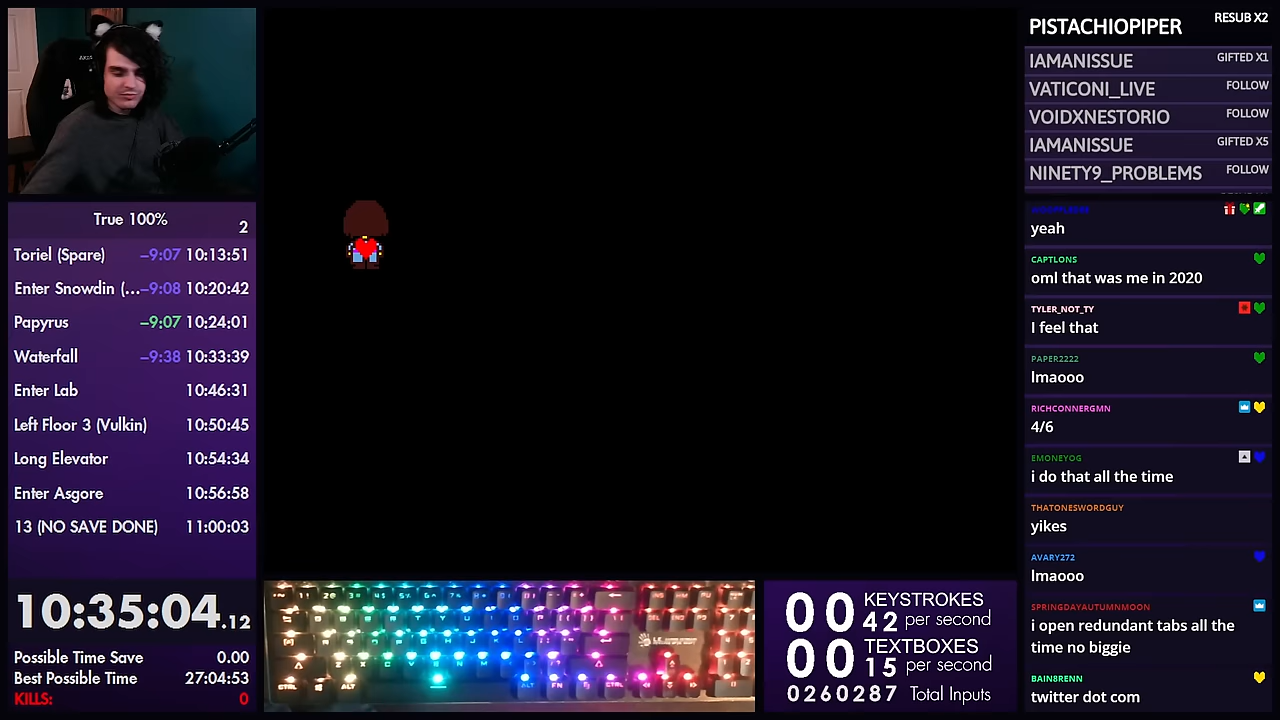 True 100%
2
Toriel (Spare) −9:07 10:13:51
Enter Snowdin (... −9:08 10:20:42
Papyrus −9:07 10:24:01
Waterfall −9:38 10:33:39
Enter Lab 10:46:31
Left Floor 3 (Vulkin) 10:50:45
Long Elevator 10:54:34
Enter Asgore 10:56:58
13 (NO SAVE DONE) 11:00:03
10:35:04.12
Possible Time Save 0.00
Best Possible Time 27:04:53
KILLS: 0
00 KEYSTROKES
42 per second
00 TEXTBOXES
15 per second
0260287 Total Inputs
PISTACHIOPIPER RESUB X2
IAMANISSUE GIFTED X1
VATICONI_LIVE FOLLOW
VOIDXNESTORIO FOLLOW
IAMANISSUE GIFTED X5
NINETY9_PROBLEMS FOLLOW
yeah
CAPTLONS
oml that was me in 2020
TYLER_NOT_TY
I feel that
PAPER2222
lmaooo
RICHCONNERGMN
4/6
EMONEYOG
i do that all the time
THATONESWORDGUY
yikes
AVARY272
lmaooo
SPRINGDAYAUTUMNMOON
i open redundant tabs all the
time no biggie
BAIN8RENN
twitter dot com